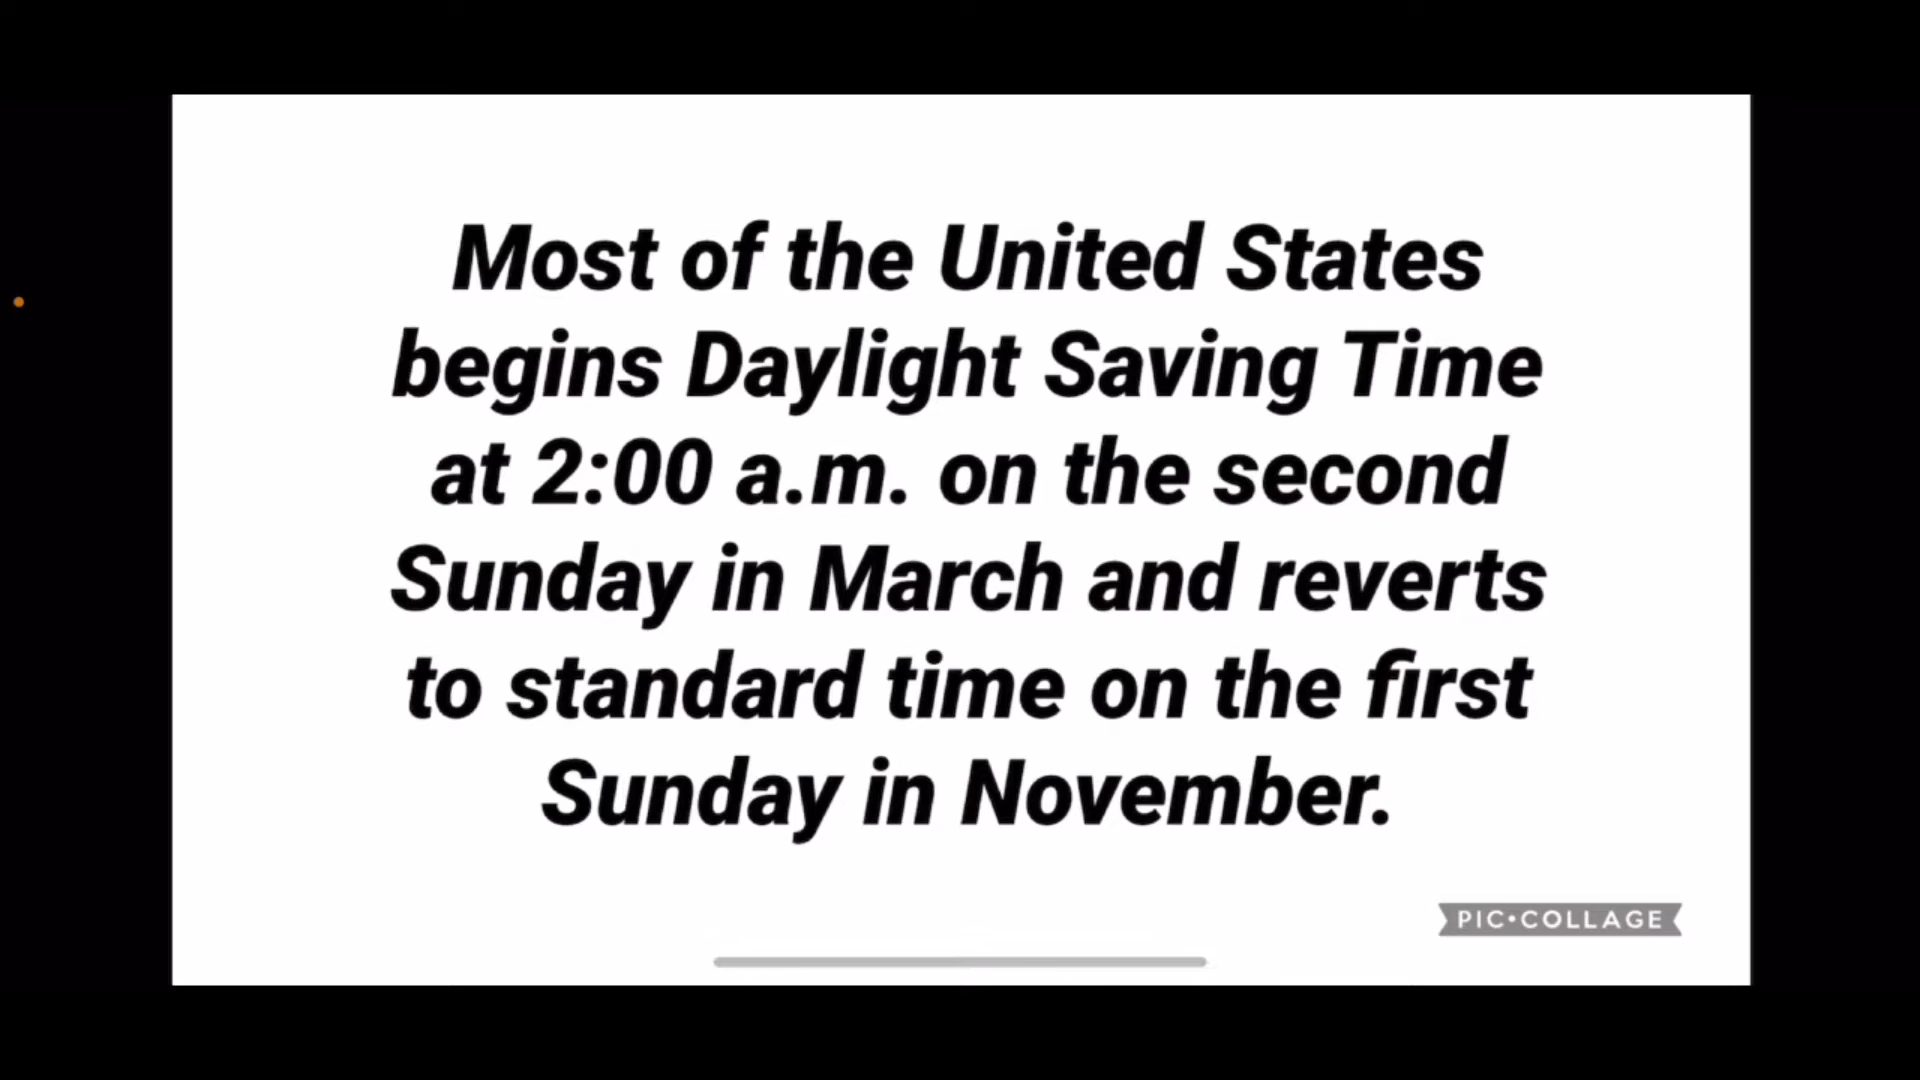 Most of the United States
begins Daylight Saving Time
at 2:00 a.m. on the second
Sunday in March and reverts
to standard time on the first
Sunday in November.
PIC•COLLAGE